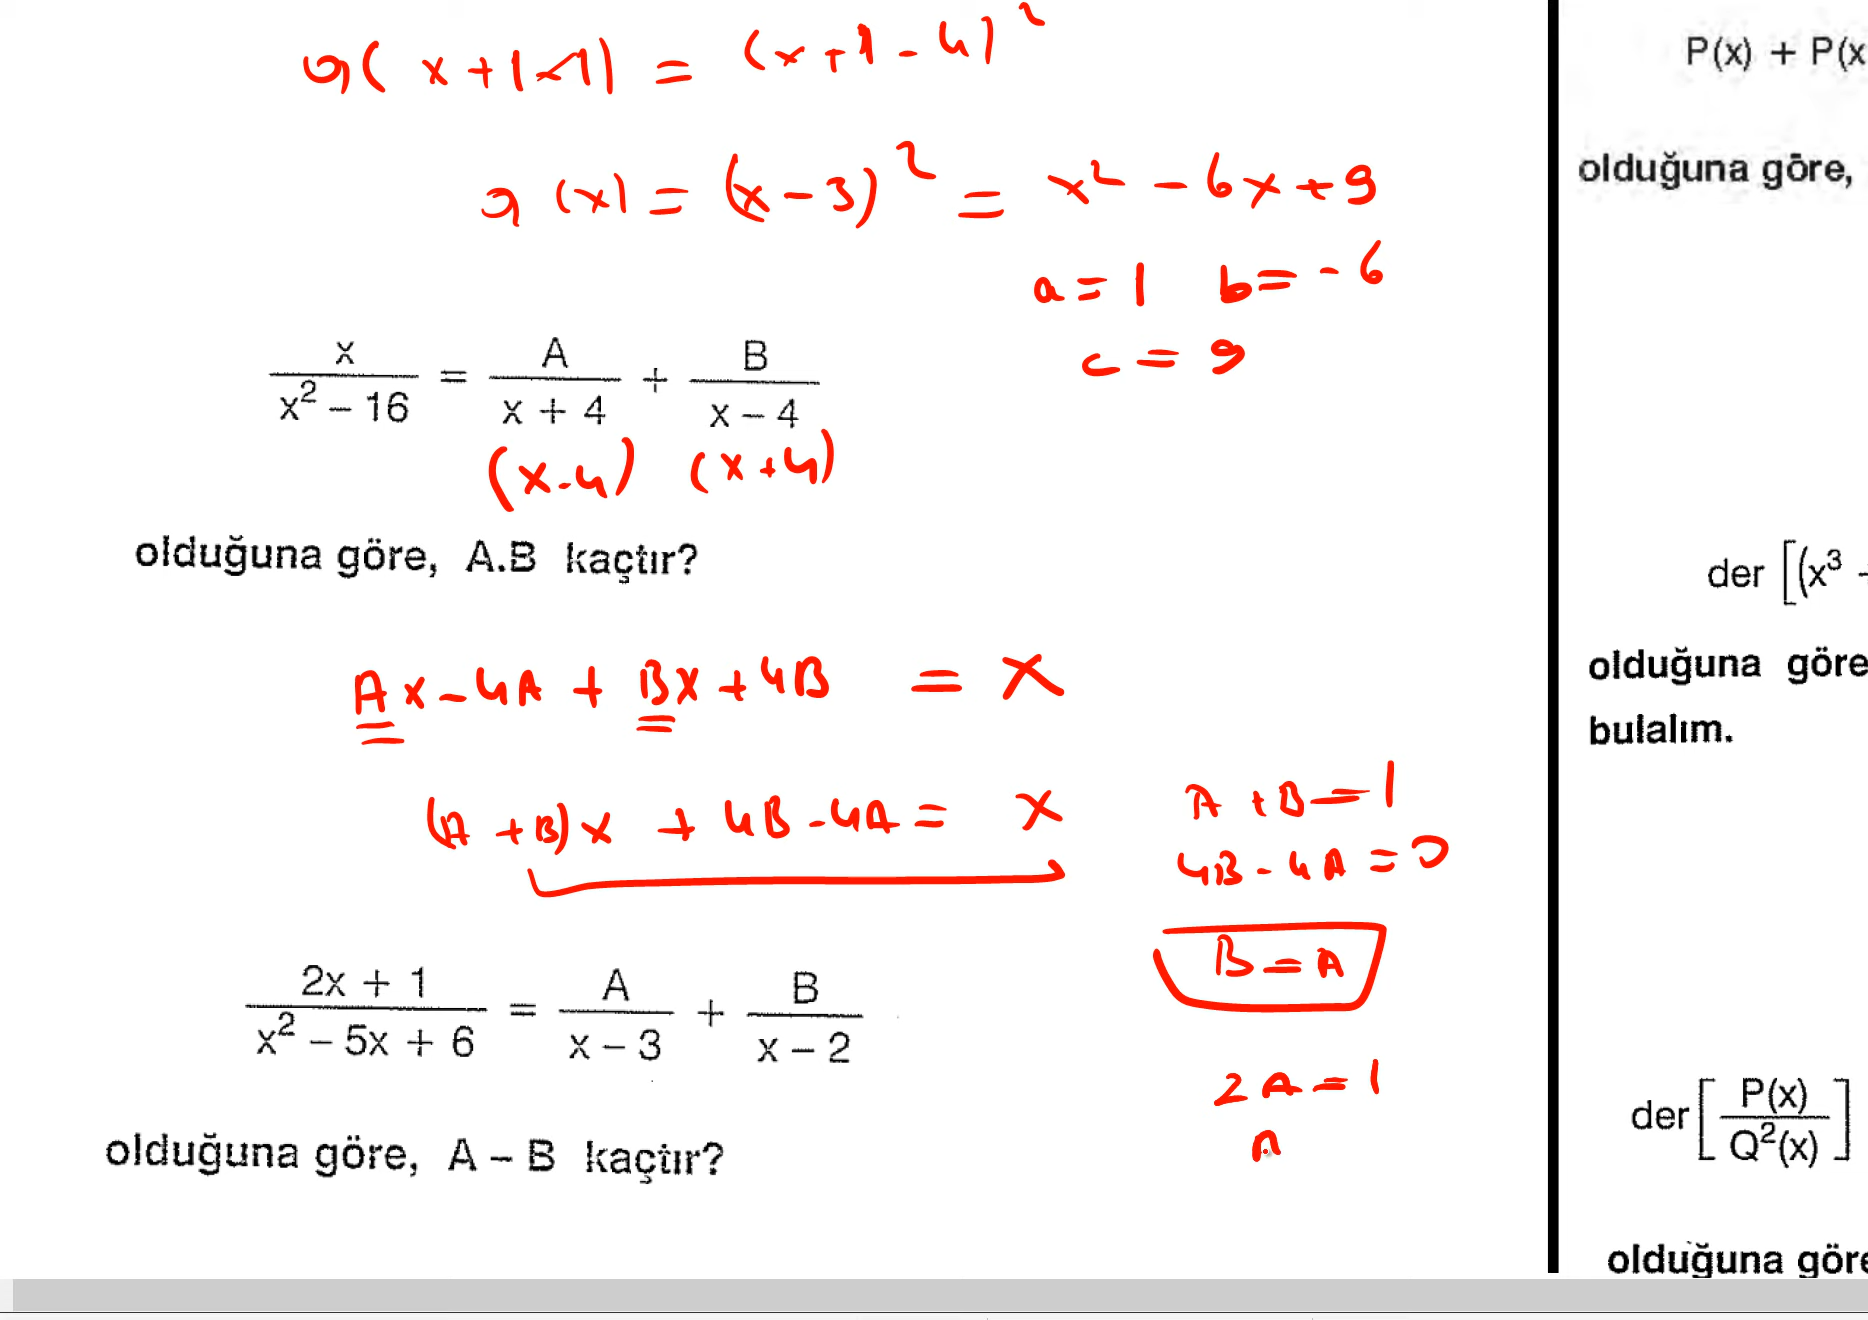 (x+1-1) = (x+1-4)²
(x) = (x-3)² = x² - 6x + 9
a = 1 b = -6
c = 9
x / (x² – 16) = A / (x + 4) + B / (x – 4)
(x-4) (x+4)
olduğuna göre, A.B kaçtır?
Ax - 4A + Bx + 4B = x
(A + B)x + 4B - 4A = x
A + B = 1
4B - 4A = 0
B = A
2x + 1 / (x² – 5x + 6) = A / (x – 3) + B / (x – 2)
2A = 1
A
olduğuna göre, A – B kaçtır?
P(x) + P(x
olduğuna göre,
der [(x³
olduğuna göre
bulalım.
der [P(x) / Q²(x)]
olduğuna göre